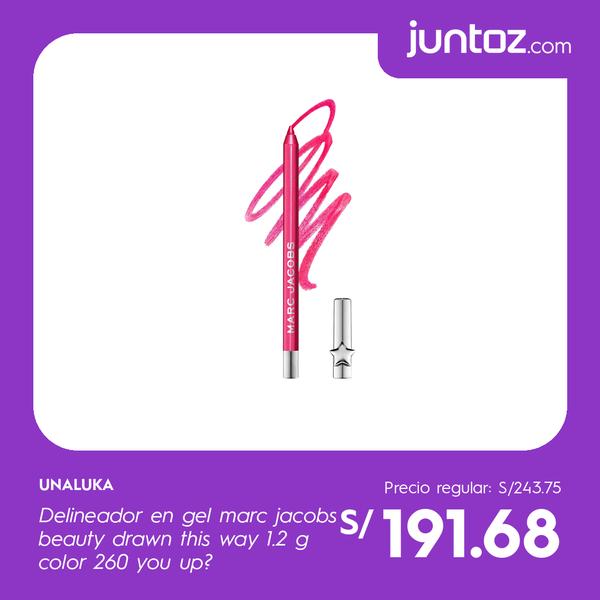 juntoz.com
MARC JACOBS
UNALUKA
Delineador en gel marc jacobs
beauty drawn this way 1.2 g
color 260 you up?
Precio regular: S/243.75
S/ 191.68